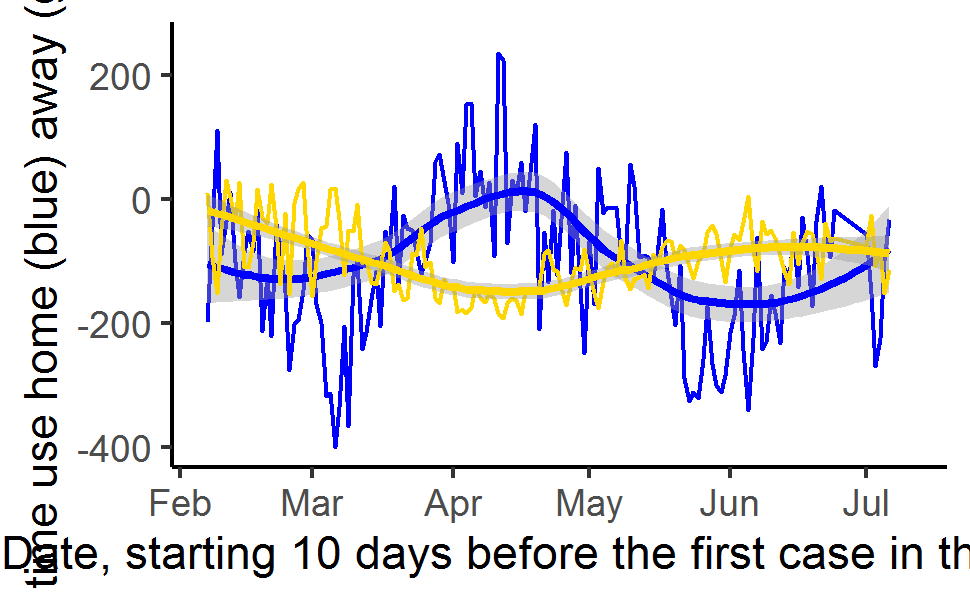 time use home (blue) away (
200
0
-200
-400
Feb Mar Apr May Jun Jul
Date, starting 10 days before the first case in th